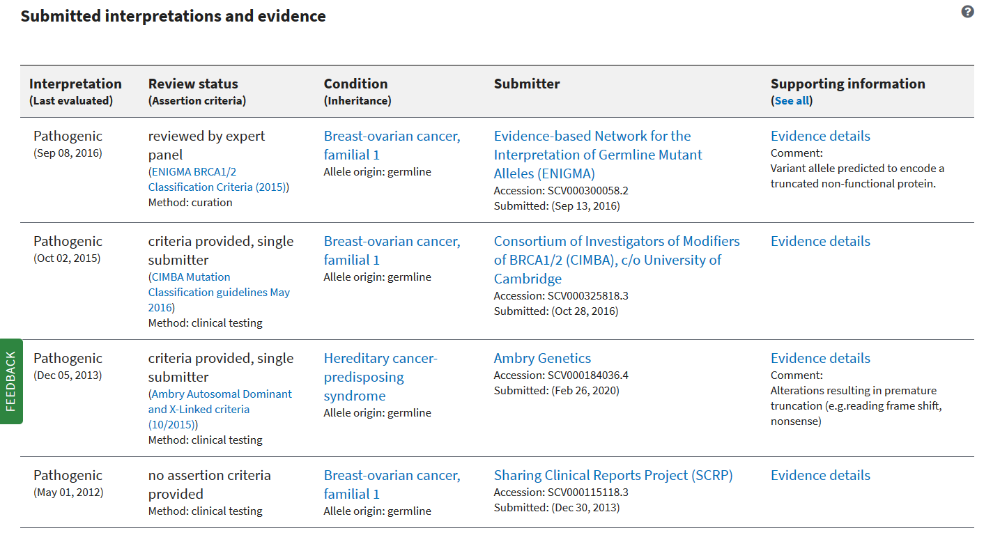 Submitted interpretations and evidence
?
Interpretation
(Last evaluated)
Review status
(Assertion criteria)
Condition
(Inheritance)
Submitter
Supporting information
(See all)
Pathogenic
(Sep 08, 2016)
reviewed by expert
panel
(ENIGMA BRCA1/2
Classification Criteria (2015))
Method: curation
Breast-ovarian cancer,
familial 1
Allele origin: germline
Evidence-based Network for the
Interpretation of Germline Mutant
Alleles (ENIGMA)
Accession: SCV000300058.2
Submitted: (Sep 13, 2016)
Evidence details
Comment:
Variant allele predicted to encode a
truncated non-functional protein.
Pathogenic
(Oct 02, 2015)
criteria provided, single
submitter
(CIMBA Mutation
Classification guidelines May
2016)
Method: clinical testing
Breast-ovarian cancer,
familial 1
Allele origin: germline
Consortium of Investigators of Modifiers
of BRCA1/2 (CIMBA), c/o University of
Cambridge
Accession: SCV000325818.3
Submitted: (Oct 28, 2016)
Evidence details
FEEDBACK
Pathogenic
(Dec 05, 2013)
criteria provided, single
submitter
(Ambry Autosomal Dominant
and X-Linked criteria
(10/2015))
Method: clinical testing
Hereditary cancer-
predisposing
syndrome
Allele origin: germline
Ambry Genetics
Accession: SCV000184036.4
Submitted: (Feb 26, 2020)
Evidence details
Comment:
Alterations resulting in premature
truncation (e.g.reading frame shift,
nonsense)
Pathogenic
(May 01, 2012)
no assertion criteria
provided
Method: clinical testing
Breast-ovarian cancer,
familial 1
Allele origin: germline
Sharing Clinical Reports Project (SCRP)
Accession: SCV000115118.3
Submitted: (Dec 30, 2013)
Evidence details